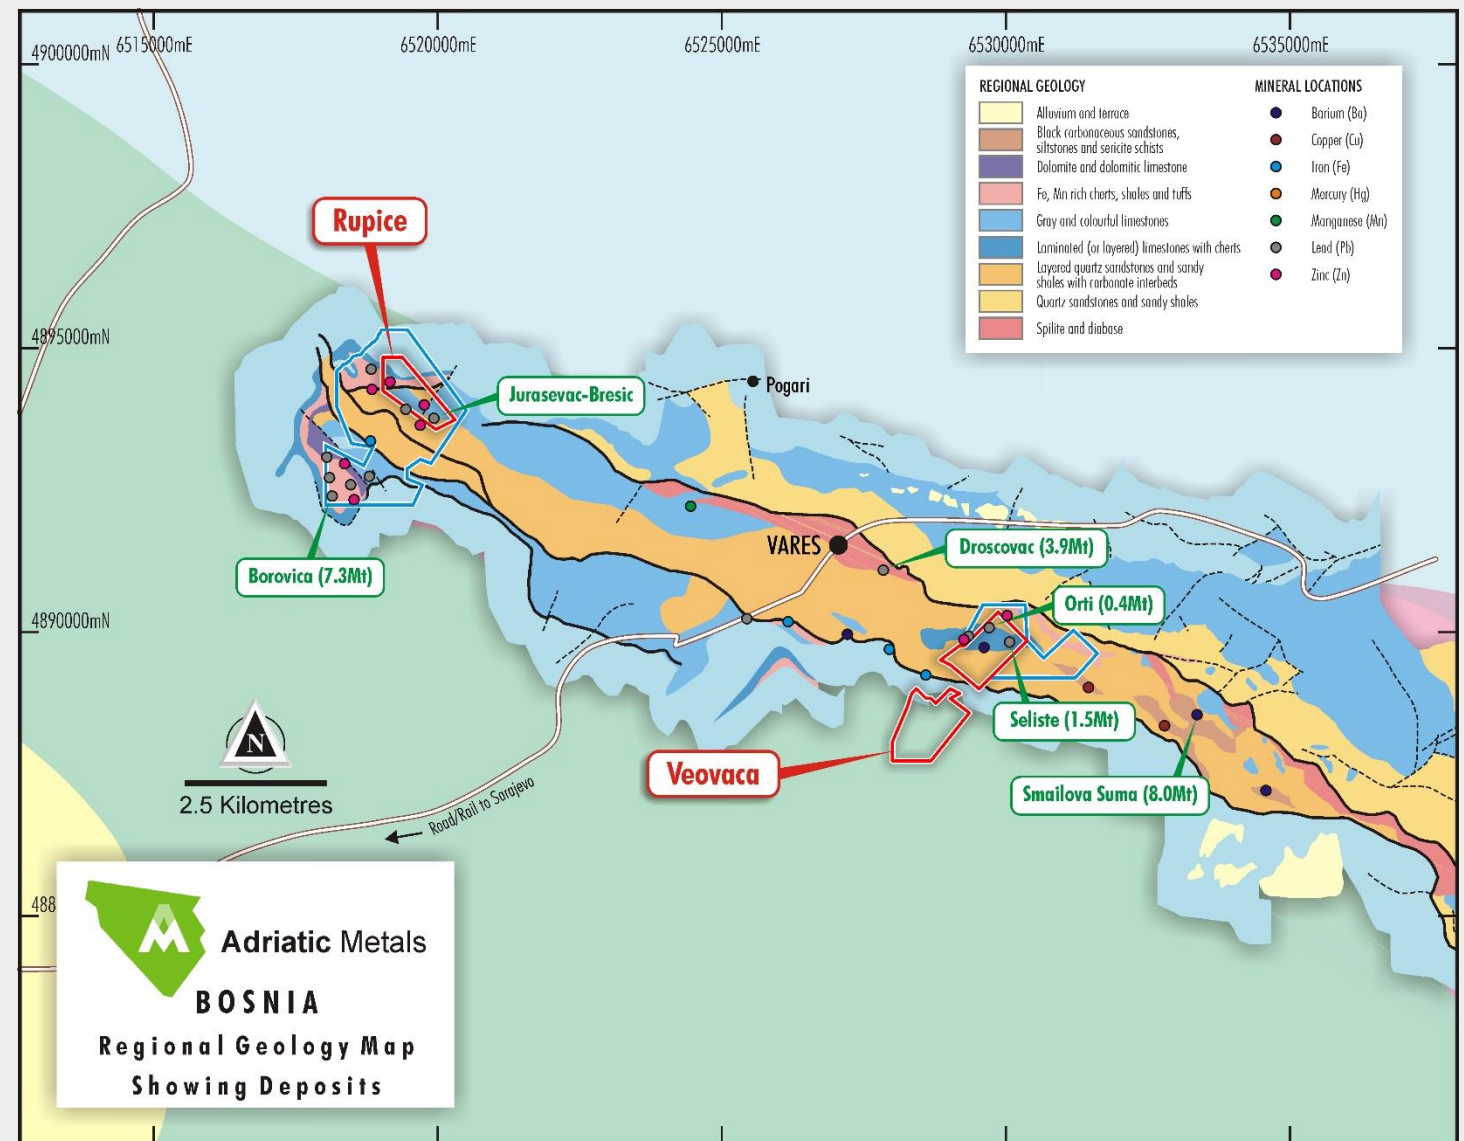 6515000mE
6520000mE
6525000mE
6530000mE
6535000mE
4900000mN
REGIONAL GEOLOGY
Alluvium and terrace
Black carbonaceous sandstones,
siltstones and sericite schists
Dolomite and dolomitic limestone
Fe, Mn rich cherts, shales and tuffs
Gray and colourful limestones
Laminated (or layered) limestones with cherts
Layered quartz sandstones and sandy
shales with carbonate interbeds
Quartz sandstones and sandy shales
Spilite and diabase
MINERAL LOCATIONS
Barium (Ba)
Copper (Cu)
Iron (Fe)
Mercury (Hg)
Manganese (Mn)
Lead (Pb)
Zinc (Zn)
Rupice
4895000mN
Jurasevac-Bresic
Pogari
VARES
Droscovac (3.9Mt)
Borovica (7.3Mt)
Orti (0.4Mt)
4890000mN
Seliste (1.5Mt)
N
Veovaca
Smailova Suma (8.0Mt)
2.5 Kilometres
Road/Rail to Sarajevo
488
Adriatic Metals
BOSNIA
Regional Geology Map
Showing Deposits